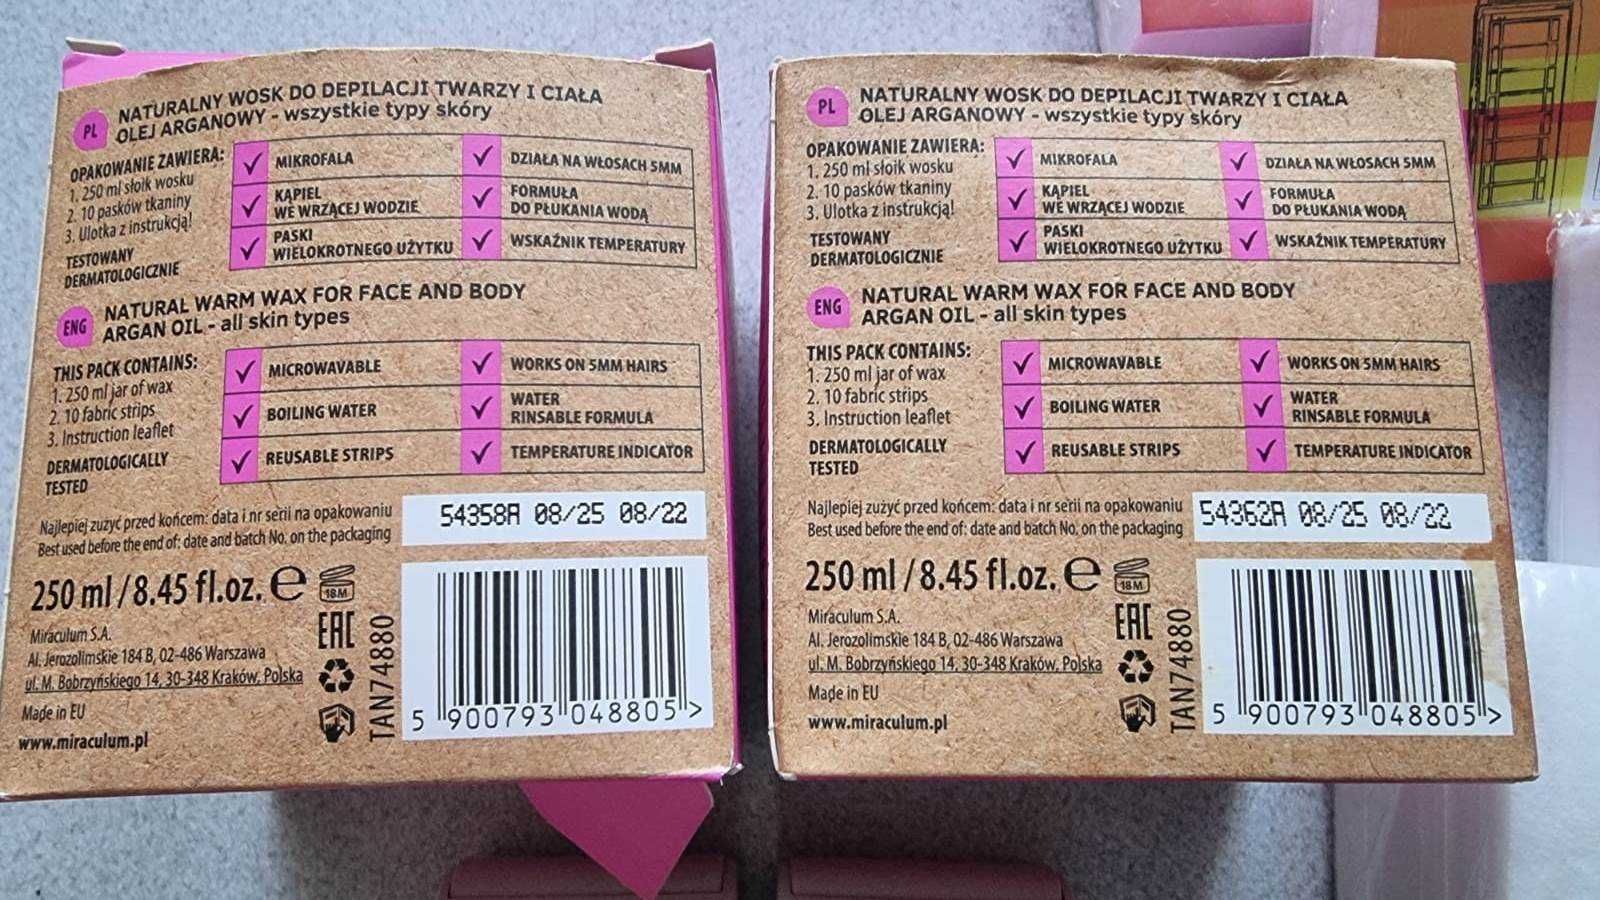 PL
NATURALNY WOSK DO DEPILACJI TWARZY I CIAŁA
OLEJ ARGANOWY - wszystkie typy skóry
OPAKOWANIE ZAWIERA:
1. 250 ml słoik wosku
2. 10 pasków tkaniny
3. Ulotka z instrukcją!
TESTOWANY
DERMATOLOGICZNIE
MIKROFALA
DZIAŁA NA WŁOSACH 5MM
KĄPIEL
WE WRZĄCEJ WODZIE
FORMUŁA
DO PŁUKANIA WODĄ
PASKI
WIELOKROTNEGO UŻYTKU
WSKAŹNIK TEMPERATURY
ENG
NATURAL WARM WAX FOR FACE AND BODY
ARGAN OIL - all skin types
THIS PACK CONTAINS:
1. 250 ml jar of wax
2. 10 fabric strips
3. Instruction leaflet
DERMATOLOGICALLY
TESTED
MICROWAVABLE
WORKS ON 5MM HAIRS
BOILING WATER
WATER
RINSABLE FORMULA
REUSABLE STRIPS
TEMPERATURE INDICATOR
Najlepiej zużyć przed końcem: data i nr serii na opakowaniu
Best used before the end of: date and batch No. on the packaging
54358A 08/25 08/22
250 ml / 8.45 fl.oz. e
18M
Miraculum S.A.
Al. Jerozolimskie 184 B, 02-486 Warszawa
ul. M. Bobrzyńskiego 14, 30-348 Kraków, Polska
Made in EU
www.miraculum.pl
EAC
TAN74880
5 900793 048805 >
PL
NATURALNY WOSK DO DEPILACJI TWARZY I CIAŁA
OLEJ ARGANOWY - wszystkie typy skóry
OPAKOWANIE ZAWIERA:
1. 250 ml słoik wosku
2. 10 pasków tkaniny
3. Ulotka z instrukcją!
TESTOWANY
DERMATOLOGICZNIE
MIKROFALA
DZIAŁA NA WŁOSACH 5MM
KĄPIEL
WE WRZĄCEJ WODZIE
FORMUŁA
DO PŁUKANIA WODĄ
PASKI
WIELOKROTNEGO UŻYTKU
WSKAŹNIK TEMPERATURY
ENG
NATURAL WARM WAX FOR FACE AND BODY
ARGAN OIL - all skin types
THIS PACK CONTAINS:
1. 250 ml jar of wax
2. 10 fabric strips
3. Instruction leaflet
DERMATOLOGICALLY
TESTED
MICROWAVABLE
WORKS ON 5MM HAIRS
BOILING WATER
WATER
RINSABLE FORMULA
REUSABLE STRIPS
TEMPERATURE INDICATOR
Najlepiej zużyć przed końcem: data i nr serii na opakowaniu
Best used before the end of: date and batch No. on the packaging
54362A 08/25 08/22
250 ml / 8.45 fl.oz. e
18M
Miraculum S.A.
Al. Jerozolimskie 184 B, 02-486 Warszawa
ul. M. Bobrzyńskiego 14, 30-348 Kraków, Polska
Made in EU
www.miraculum.pl
EAC
TAN74880
5 900793 048805 >